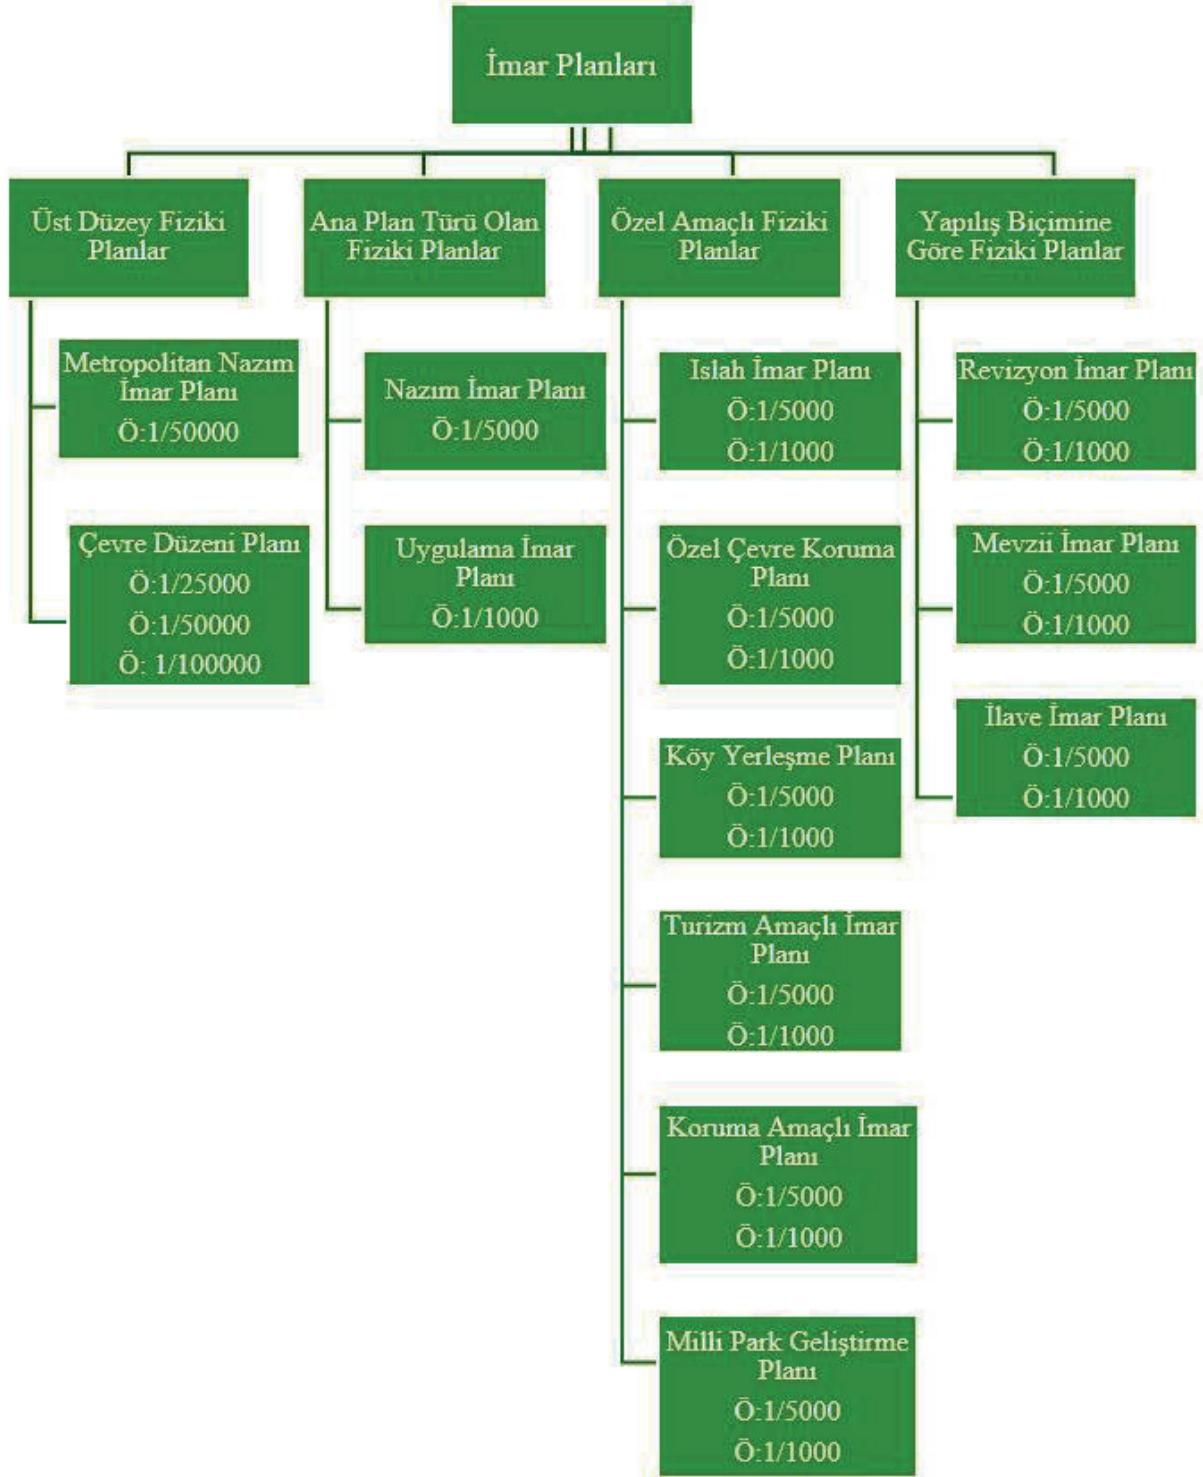 İmar Planları
Üst Düzey Fiziki
Planlar
Metropolitan Nazım
İmar Planı
Ö:1/50000
Çevre Düzeni Planı
Ö:1/25000
Ö:1/50000
Ö: 1/100000
Ana Plan Türü Olan
Fiziki Planlar
Nazım İmar Planı
Ö:1/5000
Uygulama İmar
Planı
Ö:1/1000
Özel Amaçlı Fiziki
Planlar
Islah İmar Planı
Ö:1/5000
Ö:1/1000
Özel Çevre Koruma
Planı
Ö:1/5000
Ö:1/1000
Köy Yerleşme Planı
Ö:1/5000
Ö:1/1000
Turizm Amaçlı İmar
Planı
Ö:1/5000
Ö:1/1000
Koruma Amaçlı İmar
Planı
Ö:1/5000
Ö:1/1000
Milli Park Geliştirme
Planı
Ö:1/5000
Ö:1/1000
Yapılış Biçimine
Göre Fiziki Planlar
Revizyon İmar Planı
Ö:1/5000
Ö:1/1000
Mevzii İmar Planı
Ö:1/5000
Ö:1/1000
İlave İmar Planı
Ö:1/5000
Ö:1/1000